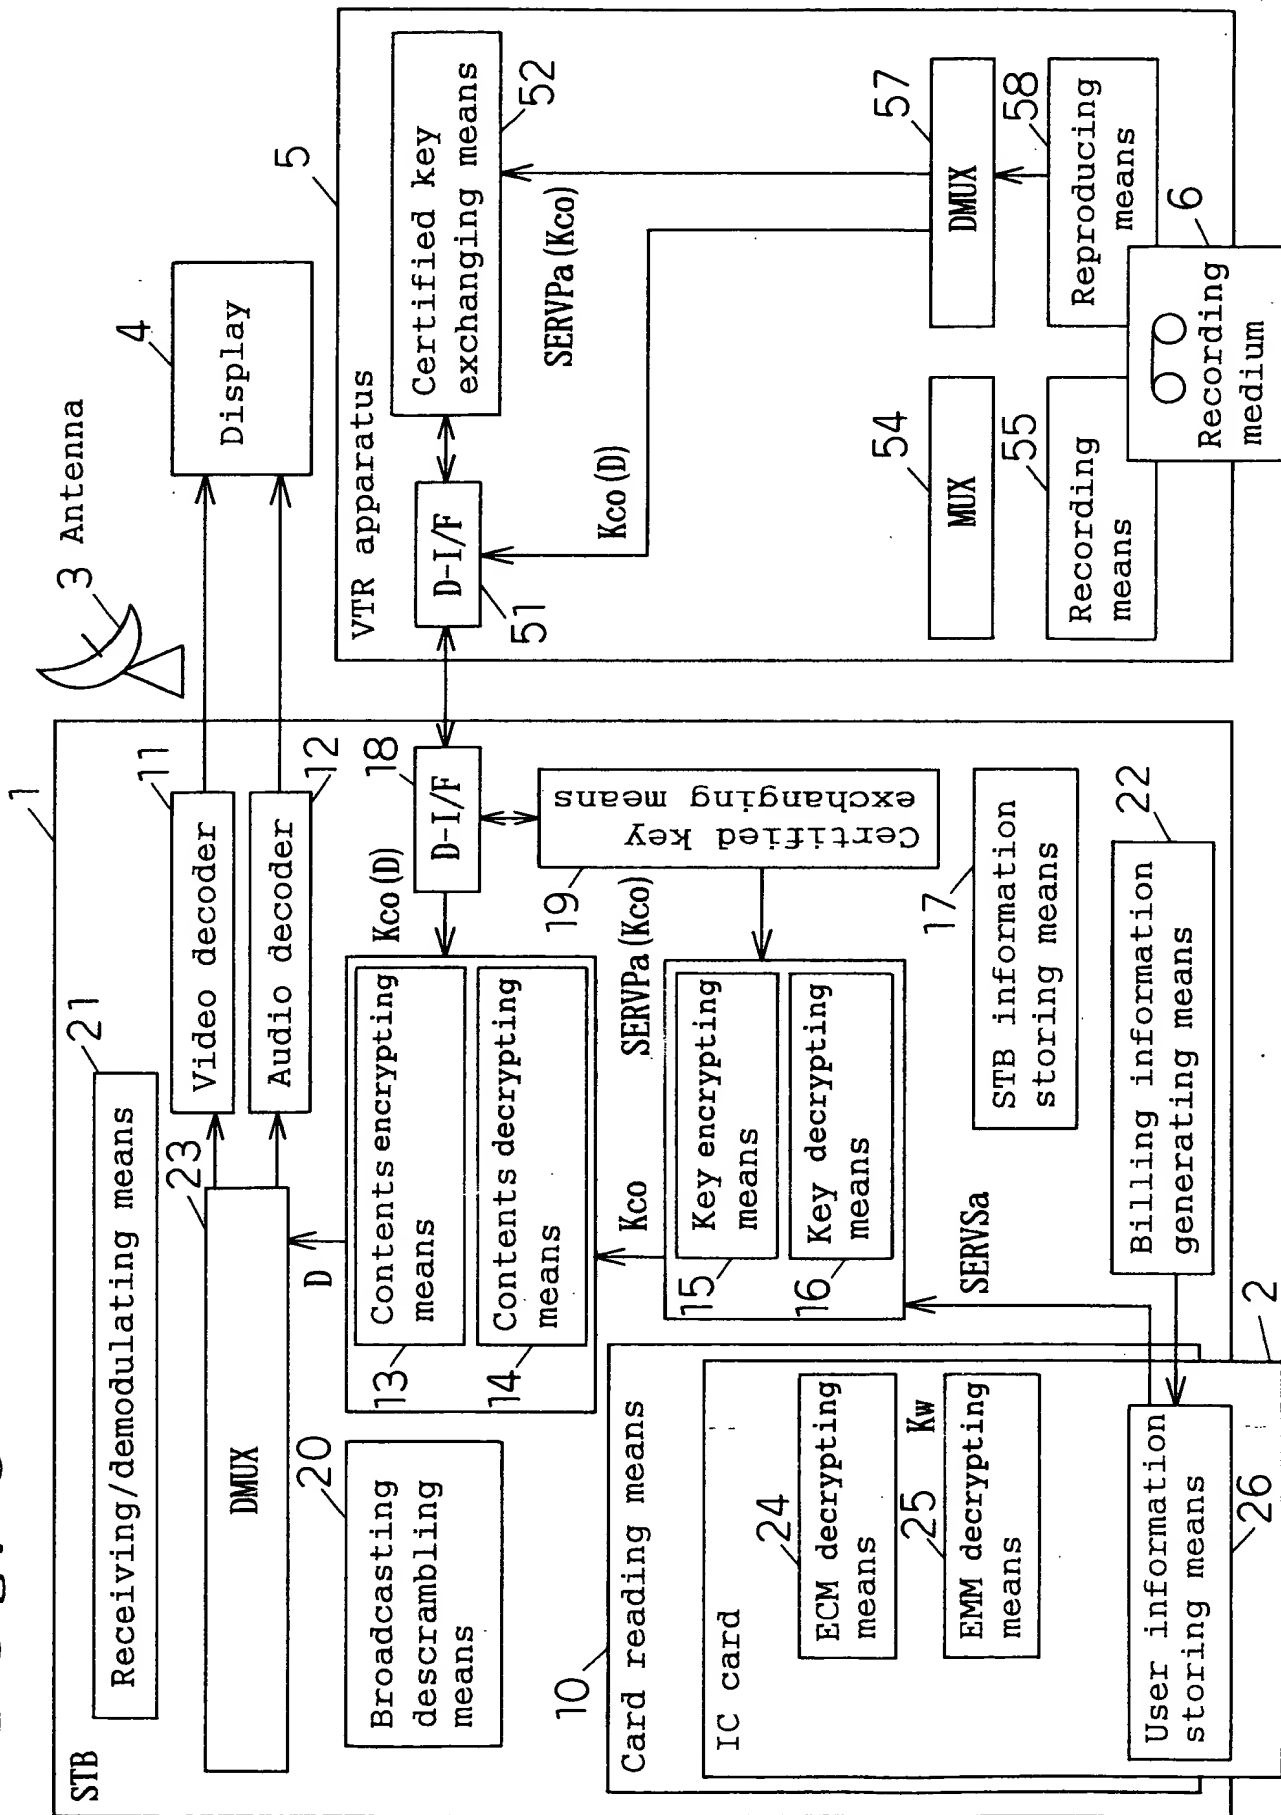 STB
1
Receiving/demodulating means
21
DMUX
23
Video decoder
11
Audio decoder
12
3 Antenna
4
Display
D
Broadcasting
descrambling
means
20
Contents encrypting
means
13
Contents decrypting
means
14
Kco (D)
D-I/F
18
Certified key
exchanging means
19
SERVPa (Kco)
Kco
Key encrypting
means
15
Key decrypting
means
16
SERVSa
STB information
storing means
17
Billing information
generating means
22
10
Card reading means
IC card
2
ECM decrypting
means
24
Kw
EMM decrypting
means
25
User information
storing means
26
5
VTR apparatus
D-I/F
51
Certified key
exchanging means
52
SERVPa (Kco)
Kco (D)
MUX
54
DMUX
57
Recording
means
55
Reproducing
means
58
Recording
medium
6